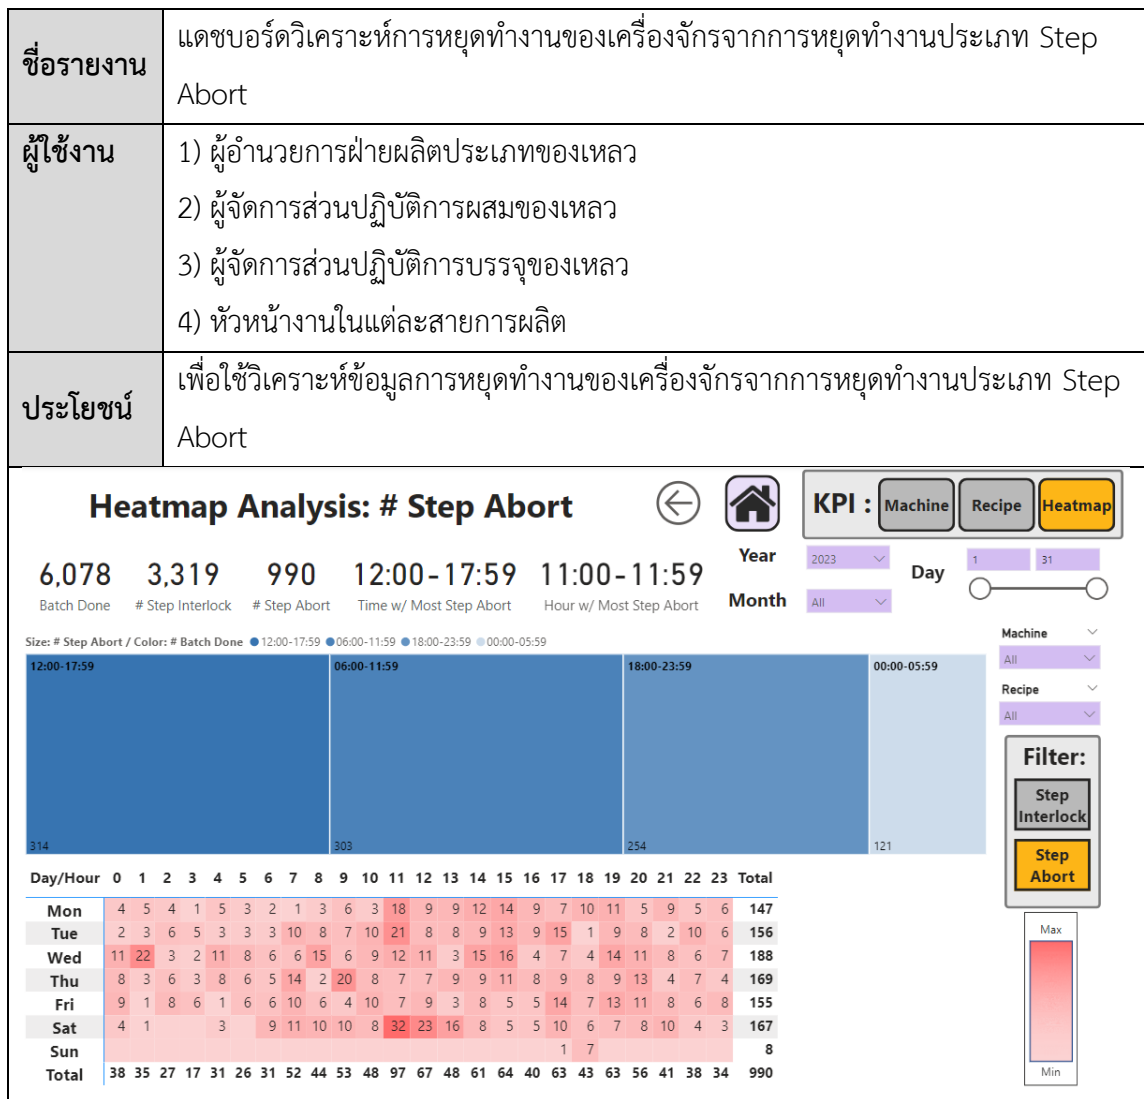 ชื่อรายงาน
แดชบอร์ดวิเคราะห์การหยุดทำงานของเครื่องจักรจากการหยุดทำงานประเภท Step
Abort
ผู้ใช้งาน
1) ผู้อำนวยการฝ่ายผลิตประเภทของเหลว
2) ผู้จัดการส่วนปฏิบัติการผสมของเหลว
3) ผู้จัดการส่วนปฏิบัติการบรรจุของเหลว
4) หัวหน้างานในแต่ละสายการผลิต
ประโยชน์
เพื่อใช้วิเคราะห์ข้อมูลการหยุดทำงานของเครื่องจักรจากการหยุดทำงานประเภท Step
Abort
Heatmap Analysis: # Step Abort
KPI : Machine Recipe Heatmap
6,078 3,319 990 12:00-17:59 11:00-11:59
Batch Done # Step Interlock # Step Abort Time w/ Most Step Abort Hour w/ Most Step Abort
Year 2023
Month All
Day 1 31
Size: # Step Abort / Color: # Batch Done 12:00-17:59 06:00-11:59 18:00-23:59 00:00-05:59
12:00-17:59 06:00-11:59 18:00-23:59 00:00-05:59
314 303 254 121
Machine
All
Recipe
All
Filter:
Step
Interlock
Step
Abort
Day/Hour 0 1 2 3 4 5 6 7 8 9 10 11 12 13 14 15 16 17 18 19 20 21 22 23 Total
Mon 4 5 4 1 5 3 2 1 3 6 3 18 9 9 12 14 9 7 10 11 5 9 5 6 147
Tue 2 3 6 5 3 3 3 10 8 7 10 21 8 8 9 13 9 15 1 9 8 2 10 6 156
Wed 11 22 3 2 11 8 6 6 15 6 9 12 11 3 15 16 4 7 4 14 11 8 6 7 188
Thu 8 3 6 3 8 6 5 14 2 20 8 7 7 9 9 11 8 9 8 9 13 4 7 4 169
Fri 9 1 8 6 1 6 6 10 6 4 10 7 9 3 8 5 5 14 7 13 11 8 6 8 155
Sat 4 1 3 9 11 10 10 8 32 23 16 8 5 5 10 6 7 8 10 4 3 167
Sun 1 7 8
Total 38 35 27 17 31 26 31 52 44 53 48 97 67 48 61 64 40 63 43 63 56 41 38 34 990
Max
Min